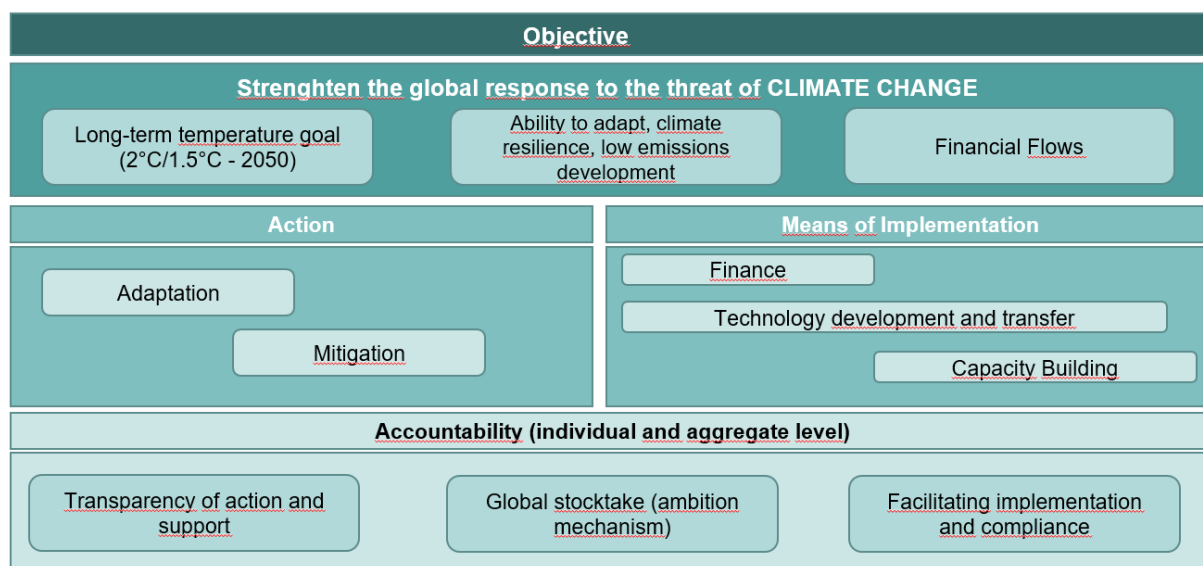 Objective
Strenghten the global response to the threat of CLIMATE CHANGE
Long-term temperature goal
(2°C/1.5°C - 2050)
Ability to adapt, climate
resilience, low emissions
development
Financial Flows
Action
Means of Implementation
Adaptation
Mitigation
Finance
Technology development and transfer
Capacity Building
Accountability (individual and aggregate level)
Transparency of action and
support
Global stocktake (ambition
mechanism)
Facilitating implementation
and compliance